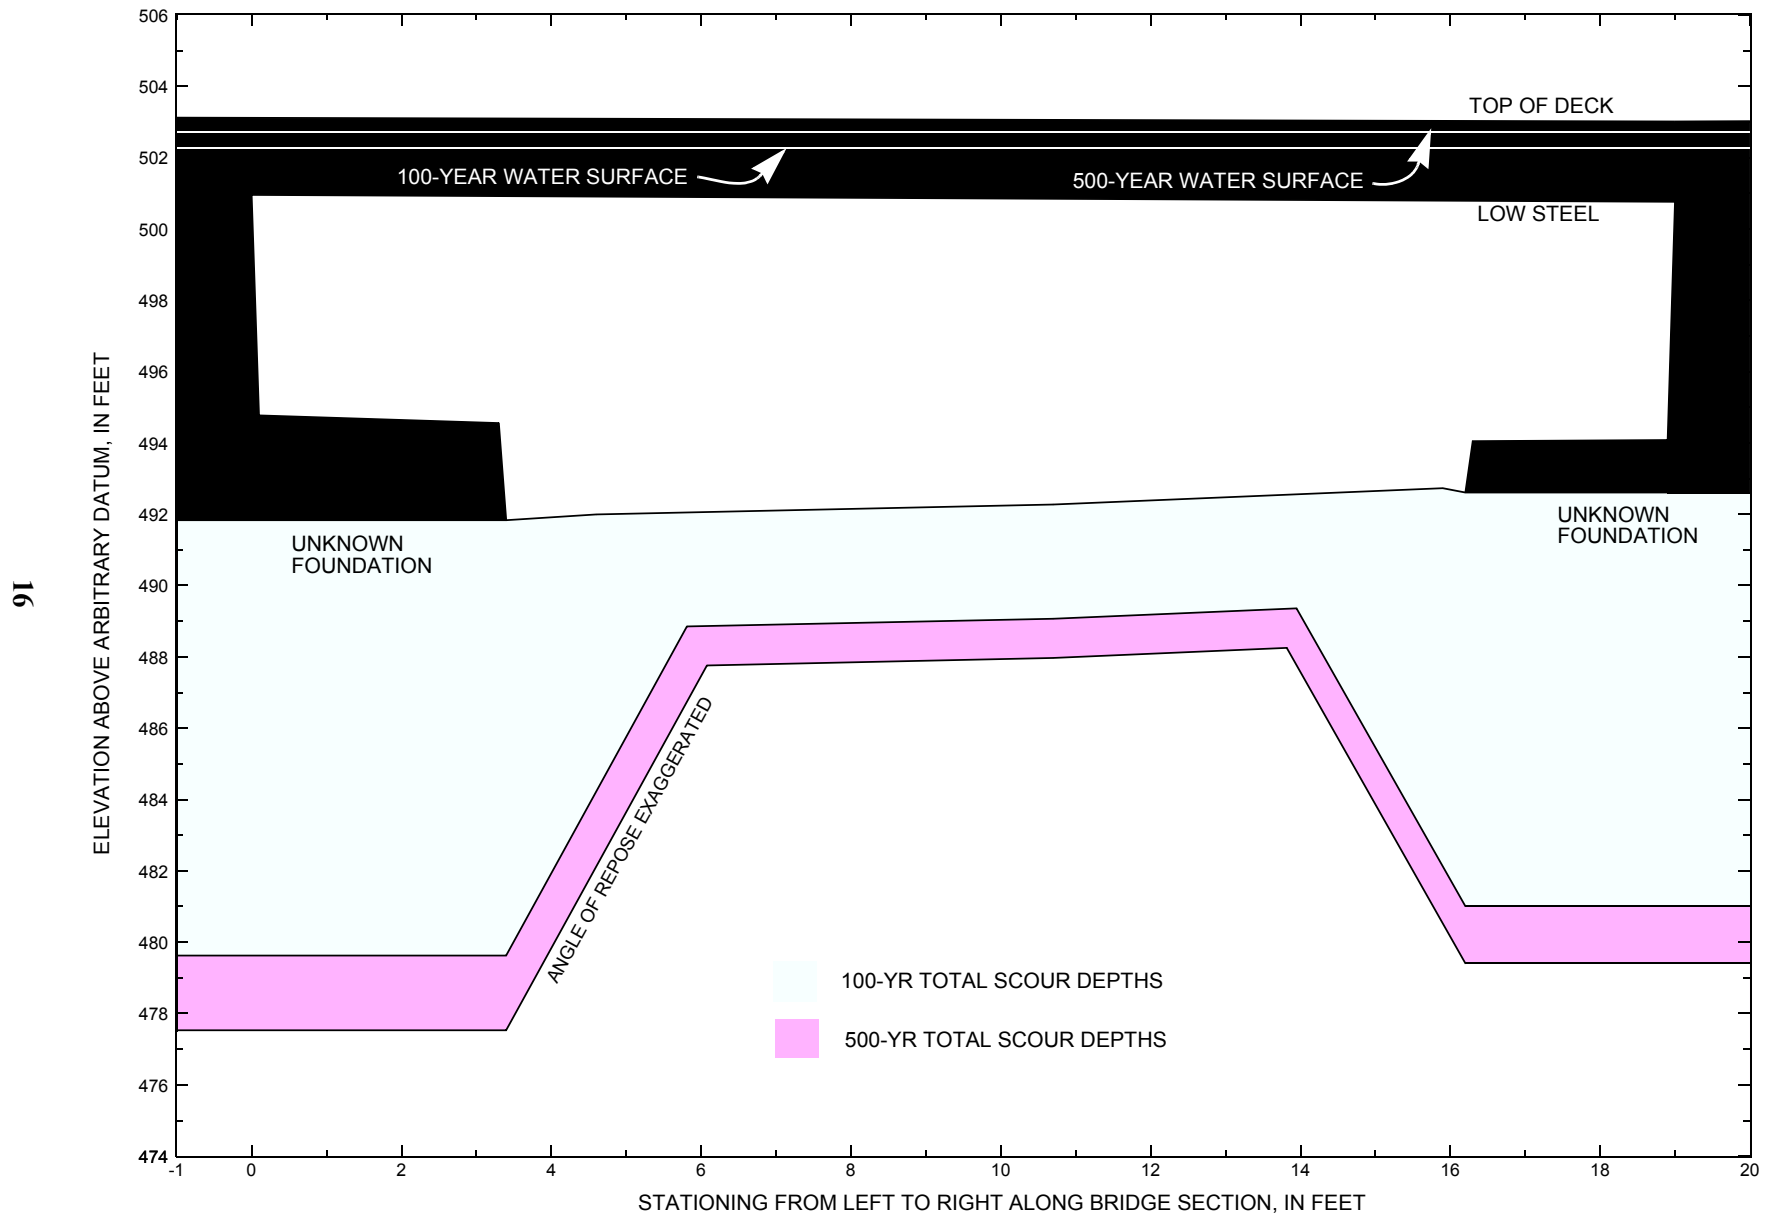 506
504
502
500
498
496
494
492
490
488
486
484
482
480
478
476
474
ELEVATION ABOVE ARBITRARY DATUM, IN FEET
16
TOP OF DECK
100-YEAR WATER SURFACE
500-YEAR WATER SURFACE
LOW STEEL
UNKNOWN
FOUNDATION
UNKNOWN
FOUNDATION
ANGLE OF REPOSE EXAGGERATED
100-YR TOTAL SCOUR DEPTHS
500-YR TOTAL SCOUR DEPTHS
-1 0 2 4 6 8 10 12 14 16 18 20
STATIONING FROM LEFT TO RIGHT ALONG BRIDGE SECTION, IN FEET